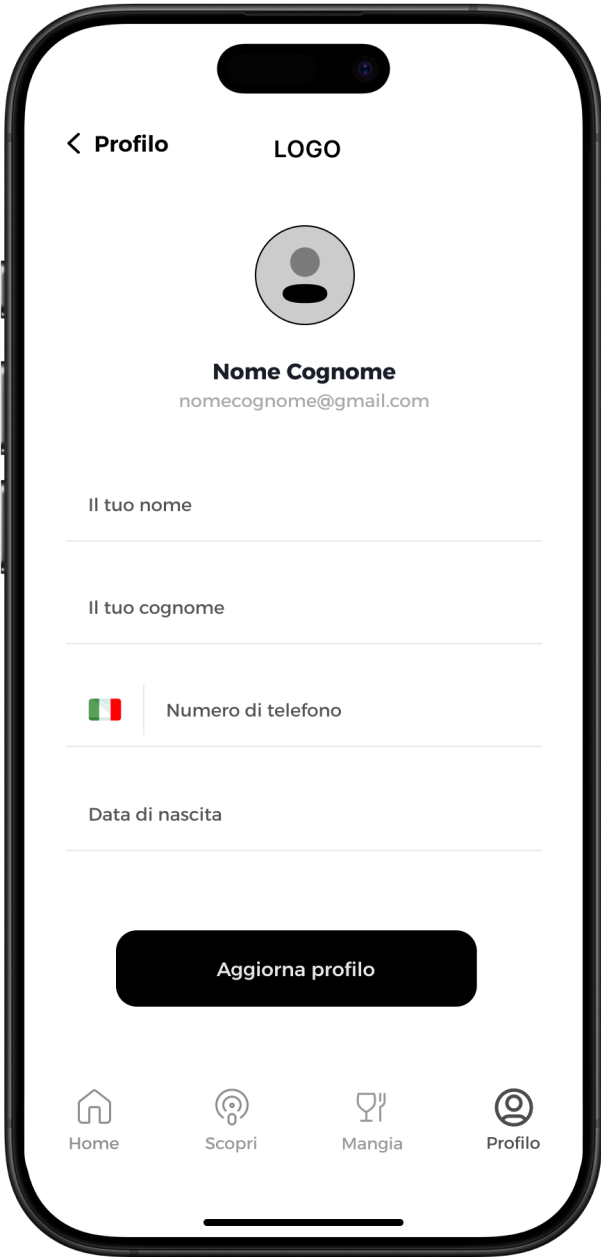 Profilo
LOGO
Nome Cognome
nomecognome@gmail.com
Il tuo nome
Il tuo cognome
Numero di telefono
Data di nascita
Aggiorna profilo
Home
Scopri
Mangia
Profilo